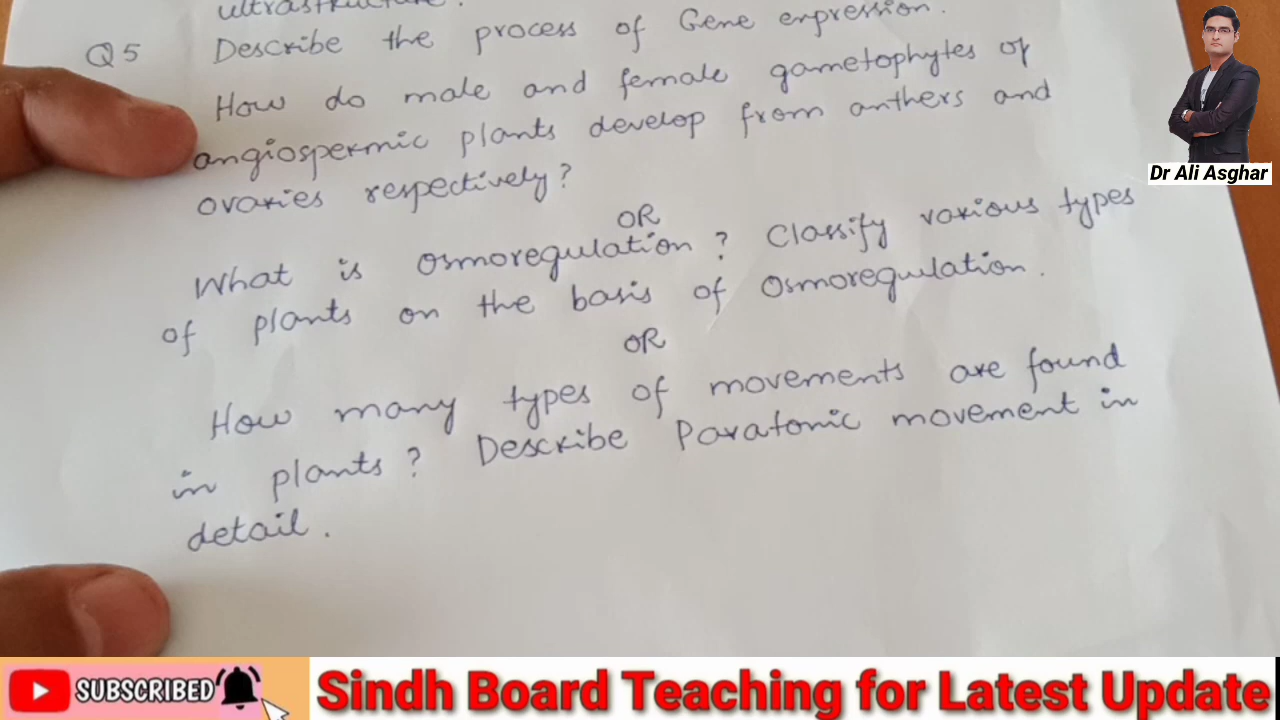 ultrastructure.
Q5 Describe the process of Gene expression.
How do male and female gametophytes of
angiospermic plants develop from anthers and
ovaries respectively?
OR
What is osmoregulation? Classify various types
of plants on the basis of Osmoregulation.
OR
How many types of movements are found
in plants? Describe Paratonic movement in
detail.
Dr Ali Asghar
SUBSCRIBED
Sindh Board Teaching for Latest Update